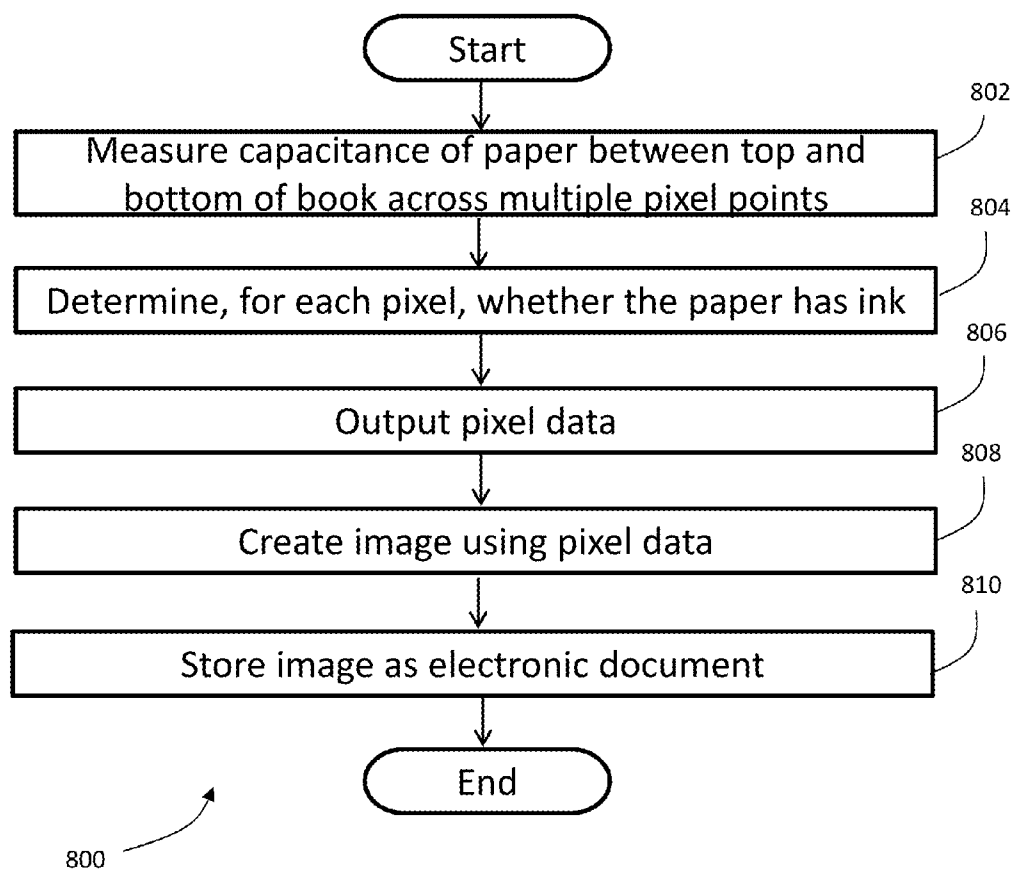 Start
802
Measure capacitance of paper between top and
bottom of book across multiple pixel points
804
Determine, for each pixel, whether the paper has ink
806
Output pixel data
808
Create image using pixel data
810
Store image as electronic document
End
800